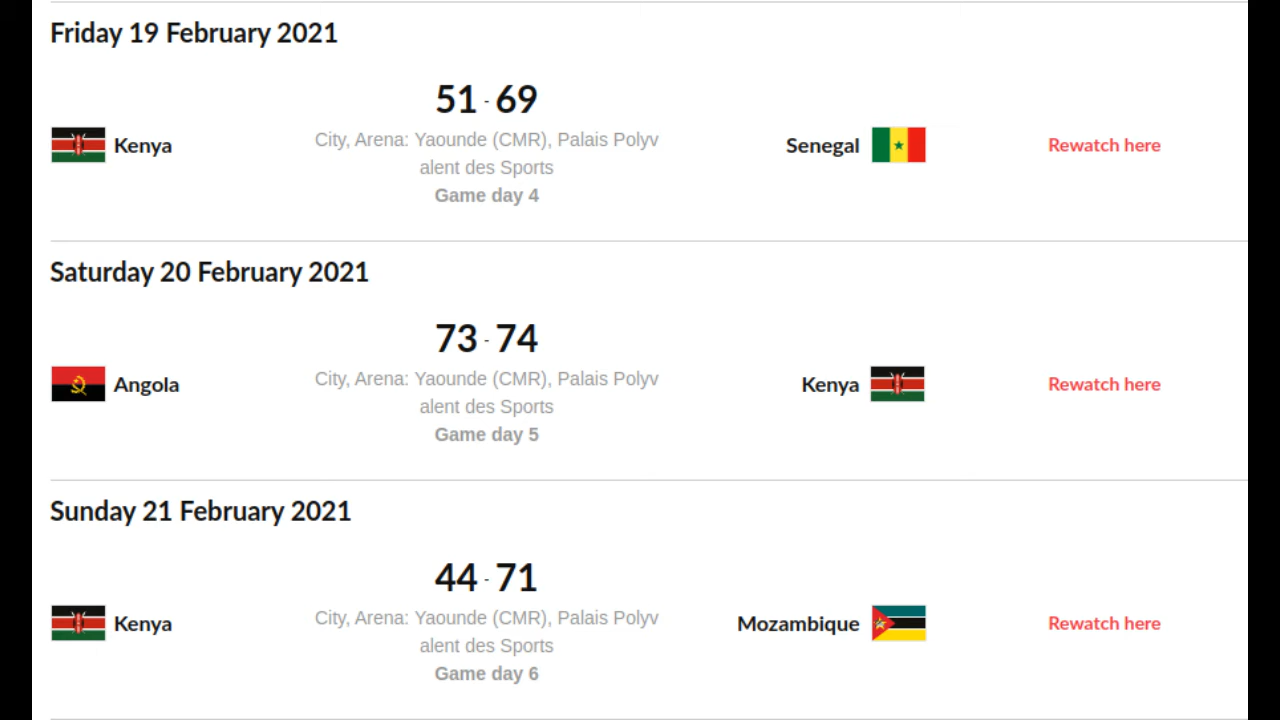 Friday 19 February 2021
51 - 69
Kenya
City, Arena: Yaounde (CMR), Palais Polyv
alent des Sports
Game day 4
Senegal
Rewatch here
Saturday 20 February 2021
73 - 74
Angola
City, Arena: Yaounde (CMR), Palais Polyv
alent des Sports
Game day 5
Kenya
Rewatch here
Sunday 21 February 2021
44 - 71
Kenya
City, Arena: Yaounde (CMR), Palais Polyv
alent des Sports
Game day 6
Mozambique
Rewatch here